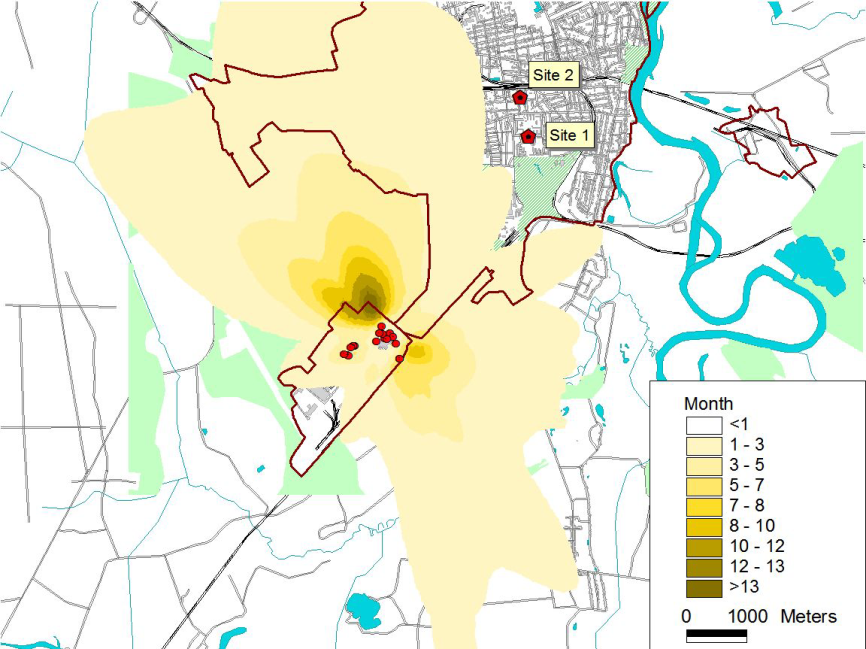 Site 2
Site 1
Month
<1
1 - 3
3 - 5
5 - 7
7 - 8
8 - 10
10 - 12
12 - 13
>13
0 1000 Meters